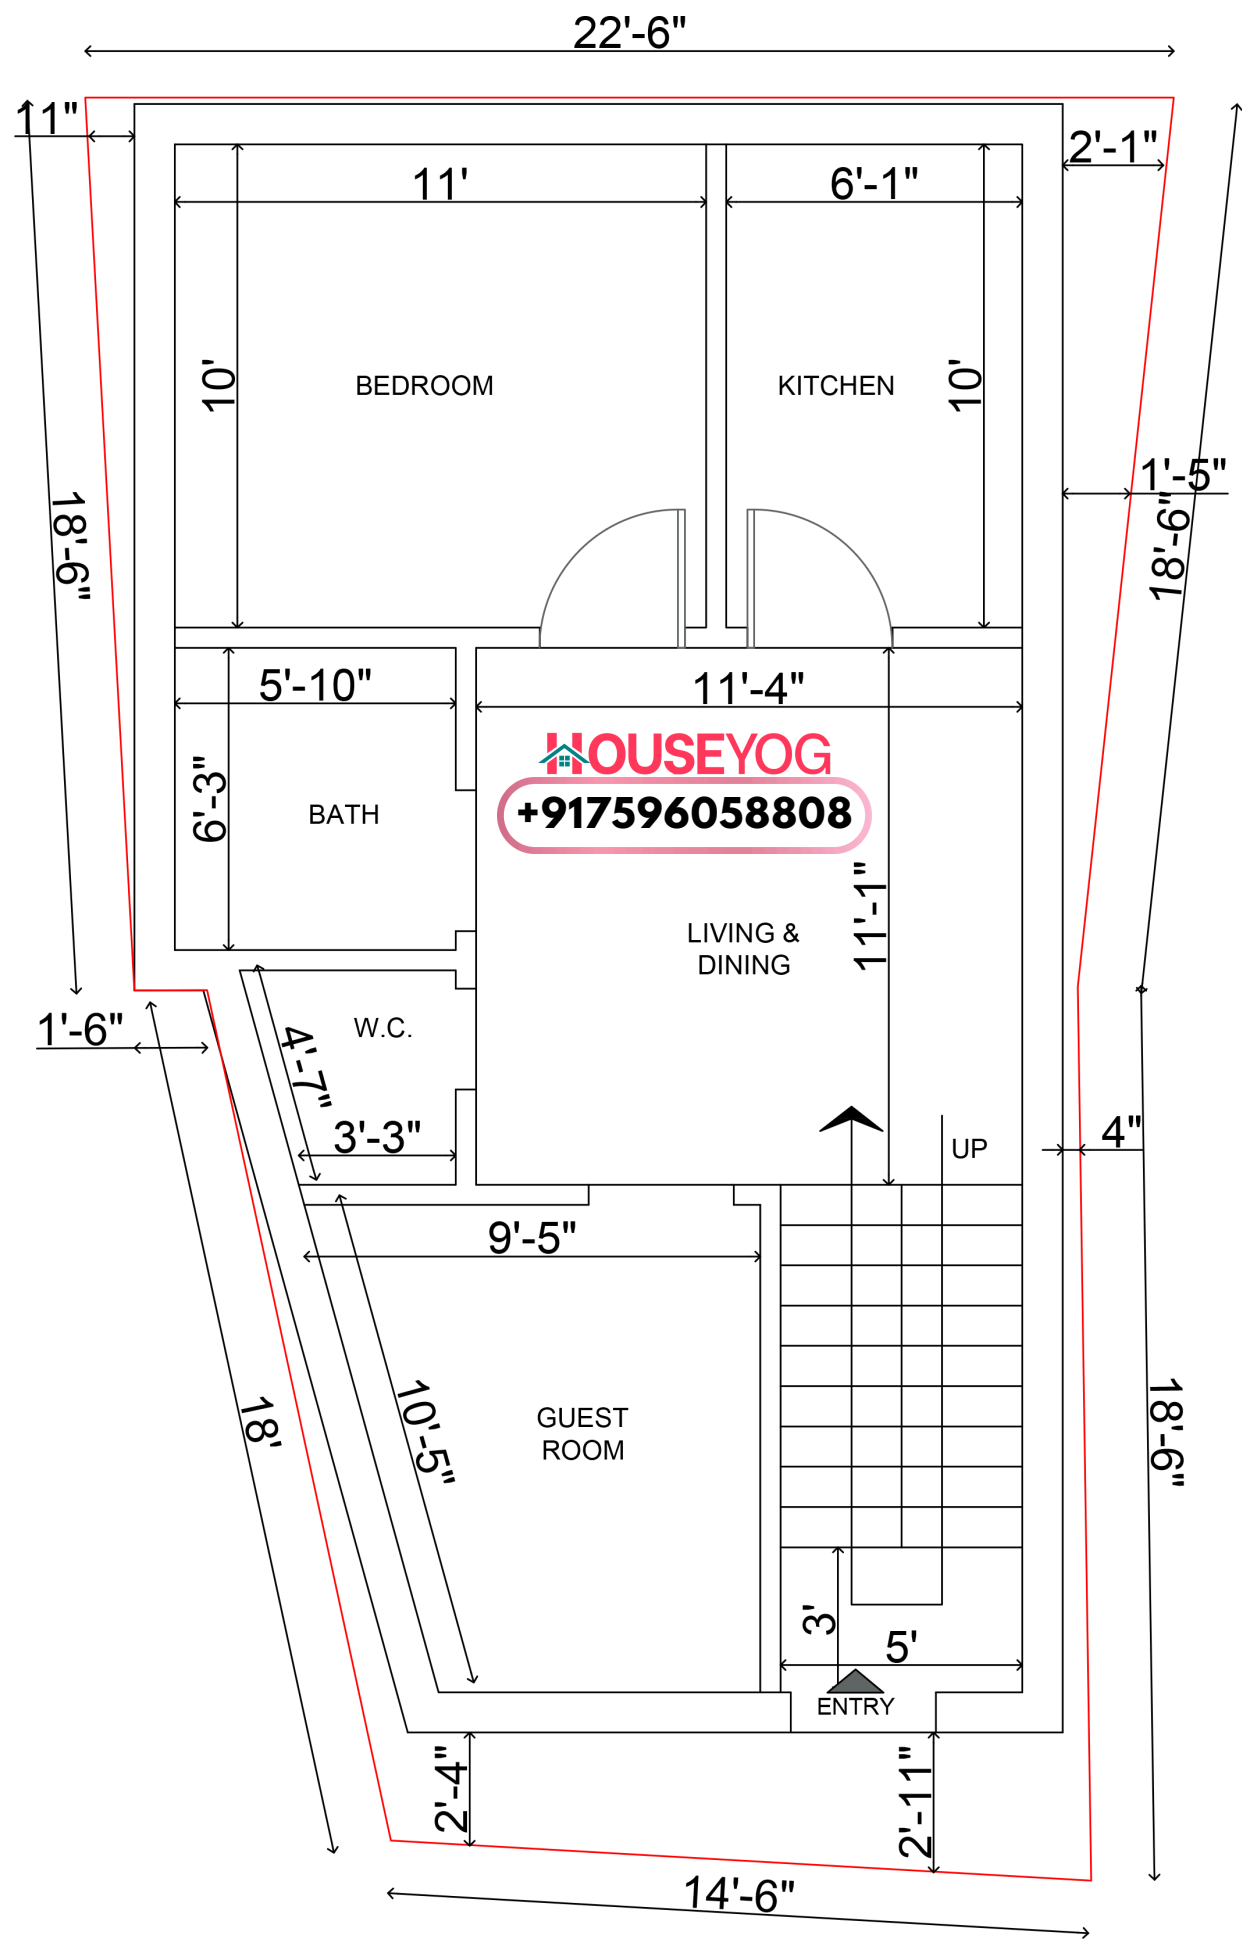 22'-6"
11"
2'-1"
11'
6'-1"
10'
BEDROOM
KITCHEN
10'
1'-5"
18'-6"
18'-6"
5'-10"
11'-4"
HOUSEYOG
+917596058808
6'-3"
BATH
11'-1"
LIVING &
DINING
1'-6"
W.C.
4'-7"
3'-3"
UP
4"
9'-5"
10'-5"
GUEST
ROOM
18'
18'-6"
3'
5'
ENTRY
2'-4"
2'-11"
14'-6"